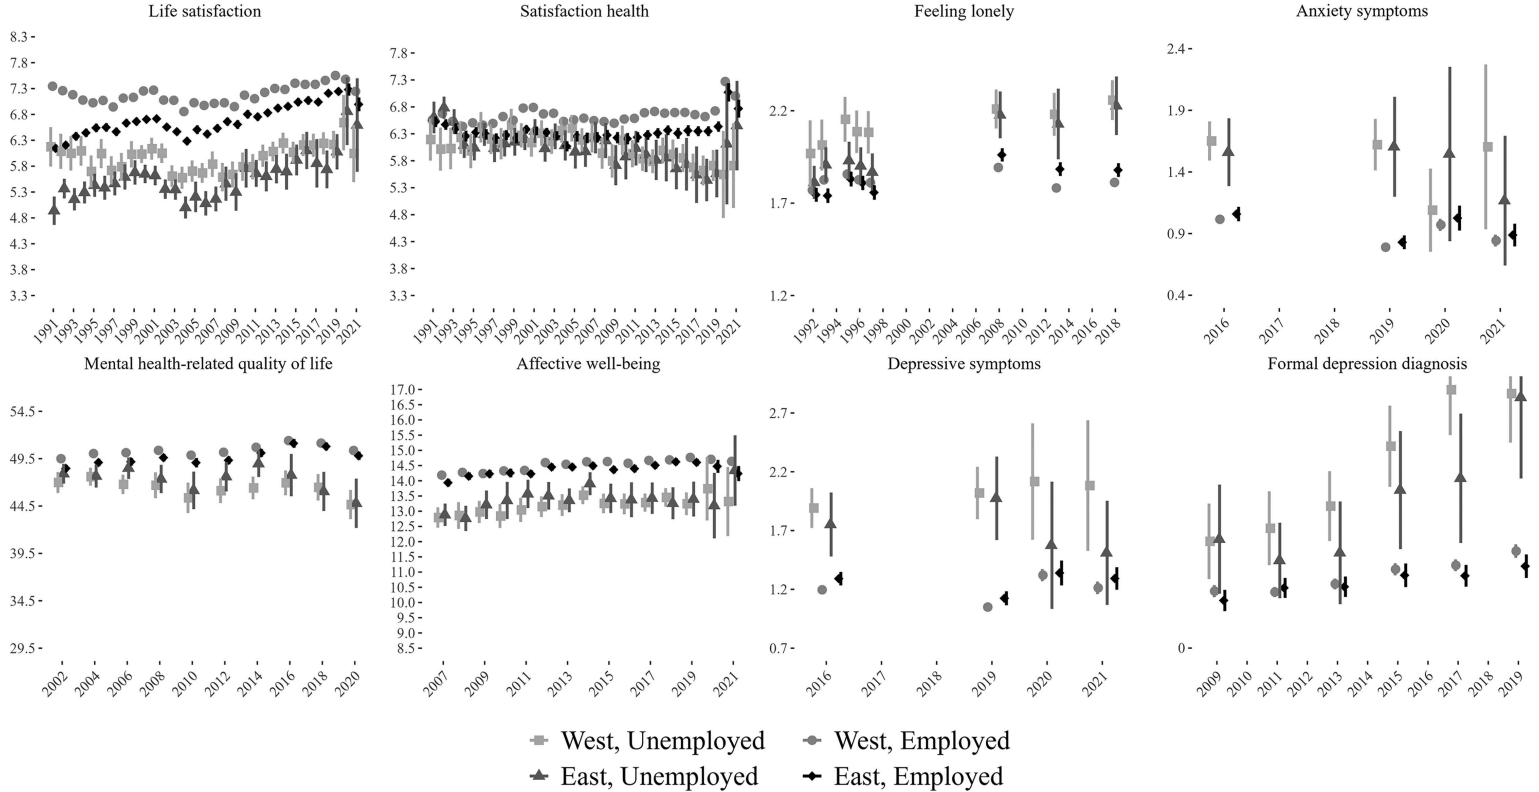 Life satisfaction
8.3
7.8
7.3
6.8
6.3
5.8
5.3
4.8
4.3
3.8
3.3
1991 1993 1995 1997 1999 2001 2003 2005 2007 2009 2011 2013 2015 2017 2019 2021
Satisfaction health
7.8
7.3
6.8
6.3
5.8
5.3
4.8
4.3
3.8
3.3
1991 1993 1995 1997 1999 2001 2003 2005 2007 2009 2011 2013 2015 2017 2019 2021
Feeling lonely
2.2
1.7
1.2
1992 1994 1996 1998 2000 2002 2004 2006 2008 2010 2012 2014 2016 2018
Anxiety symptoms
2.4
1.9
1.4
0.9
0.4
2016 2017 2018 2019 2020 2021
Mental health-related quality of life
54.5
49.5
44.5
39.5
34.5
29.5
2002 2004 2006 2008 2010 2012 2014 2016 2018 2020
Affective well-being
17.0
16.5
16.0
15.5
15.0
14.5
14.0
13.5
13.0
12.5
12.0
11.5
11.0
10.5
10.0
9.5
9.0
8.5
2007 2009 2011 2013 2015 2017 2019 2021
Depressive symptoms
2.7
2.2
1.7
1.2
0.7
2016 2017 2018 2019 2020 2021
Formal depression diagnosis
0
2009 2010 2011 2012 2013 2014 2015 2016 2017 2018 2019
West, Unemployed
West, Employed
East, Unemployed
East, Employed